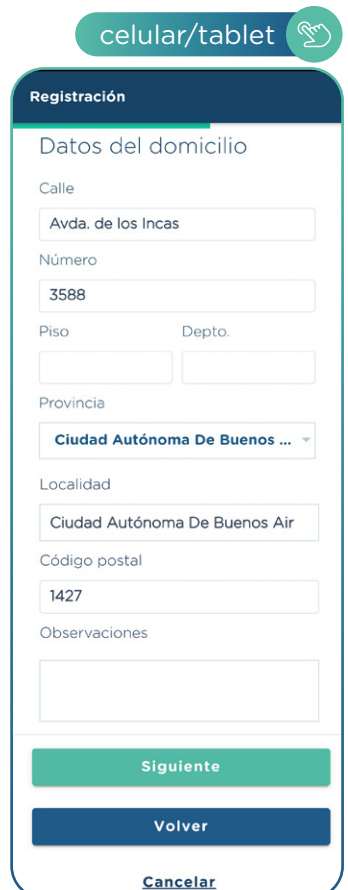 celular/tablet
Registración
Datos del domicilio
Calle
Avda. de los Incas
Número
3588
Piso Depto.
Provincia
Ciudad Autónoma De Buenos ...
Localidad
Ciudad Autónoma De Buenos Air
Código postal
1427
Observaciones
Siguiente
Volver
Cancelar